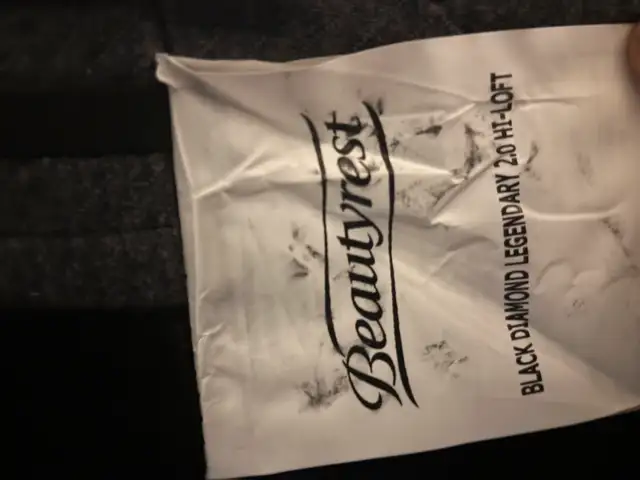 Beautyrest
BLACK DIAMOND LEGENDARY 2.0 HI-LOFT